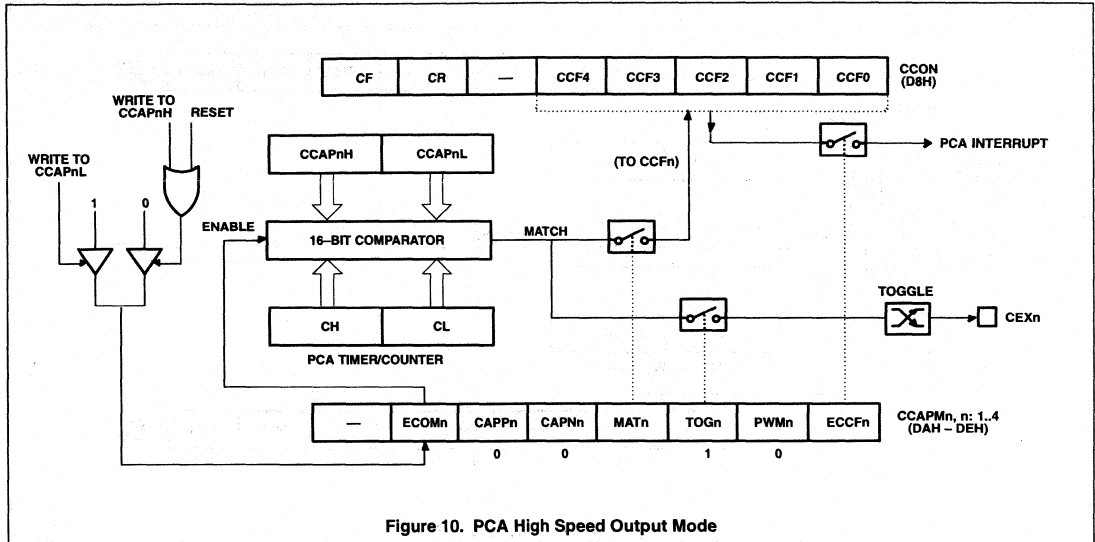 CF CR — CCF4 CCF3 CCF2 CCF1 CCF0
CCON
(D8H)
WRITE TO
CCAPnH RESET
WRITE TO
CCAPnL
1 0
CCAPnH CCAPnL
(TO CCFn)
PCA INTERRUPT
ENABLE
16–BIT COMPARATOR
MATCH
CH CL
PCA TIMER/COUNTER
TOGGLE
CEXn
— ECOMn CAPPn CAPNn MATn TOGn PWMn ECCFn
CCAPMn, n: 1..4
(DAH – DEH)
0 0 1 0
Figure 10. PCA High Speed Output Mode